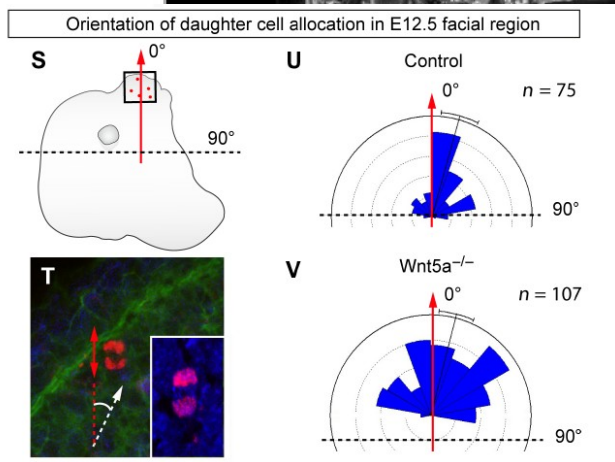 Orientation of daughter cell allocation in E12.5 facial region
S
0°
90°
U
Control
0°
n = 75
90°
T
V
Wnt5a−/−
0°
n = 107
90°